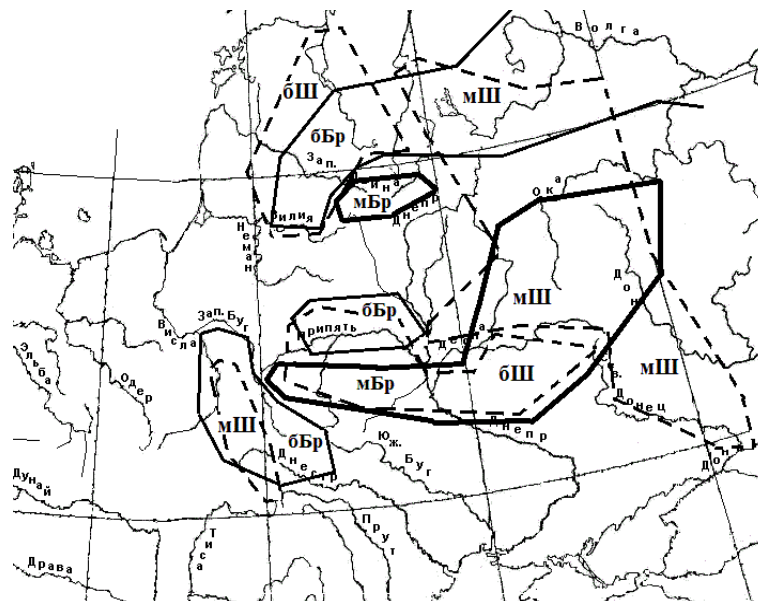 Волга
бШ
мШ
бБр
Зап.
ина
Ока
мБр
Днепр
Вилия
Неман
мШ
Дон
бБр
Припять
Зап. Буг
Висла
Десна
Эльба
Одер
мБр
бШ
мШ
С. Донец
мШ
бБр
Юж. Буг
Днепр
Днестр
Дон
Дунай
Тиса
Прут
Драва